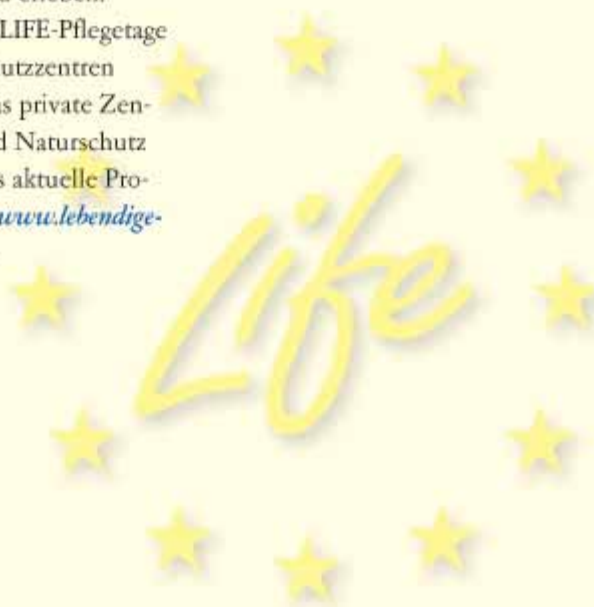 LIFE-Pflegetage
utzzentren
s private Zen-
d Naturschutz
s aktuelle Pro-
www.lebendige-
Life